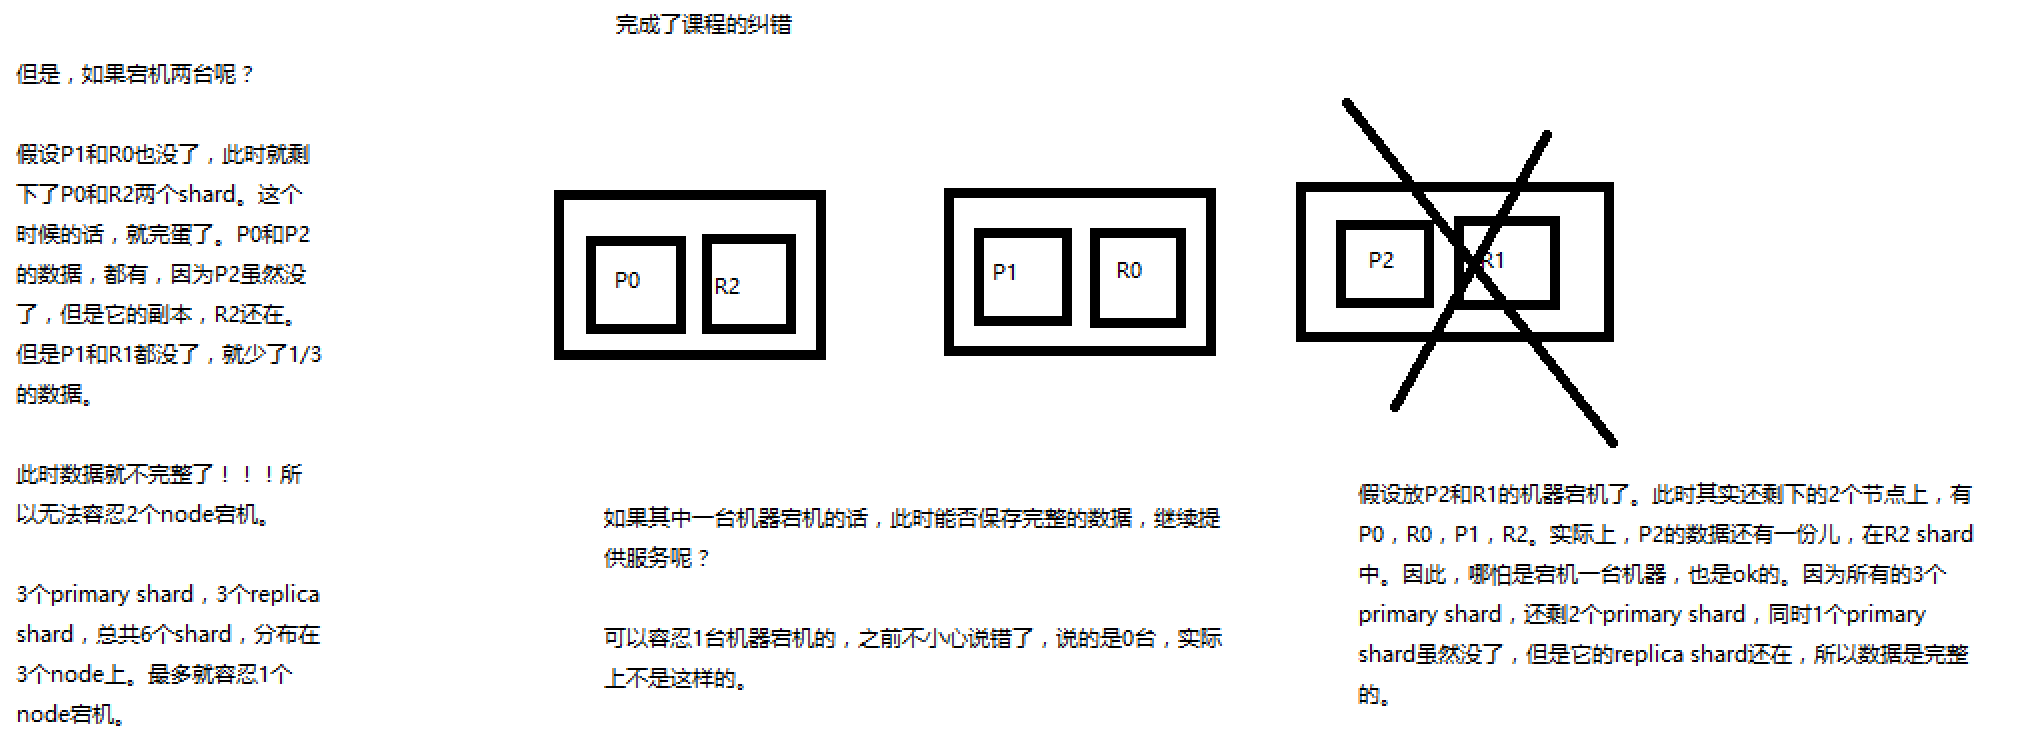 完成了课程的纠错
但是，如果宕机两台呢？
假设P1和R0也没了，此时就剩
下了P0和R2两个shard。这个
时候的话，就完蛋了。P0和P2
的数据，都有，因为P2虽然没
了，但是它的副本，R2还在。
但是P1和R1都没了，就少了1/3
的数据。
此时数据就不完整了！！！所
以无法容忍2个node宕机。
3个primary shard，3个replica
shard，总共6个shard，分布在
3个node上。最多就容忍1个
node宕机。
P0
R2
P1
R0
P2
R1
如果其中一台机器宕机的话，此时能否保存完整的数据，继续提
供服务呢？
可以容忍1台机器宕机的，之前不小心说错了，说的是0台，实际
上不是这样的。
假设放P2和R1的机器宕机了。此时其实还剩下的2个节点上，有
P0，R0，P1，R2。实际上，P2的数据还有一份儿，在R2 shard
中。因此，哪怕是宕机一台机器，也是ok的。因为所有的3个
primary shard，还剩2个primary shard，同时1个primary
shard虽然没了，但是它的replica shard还在，所以数据是完整
的。